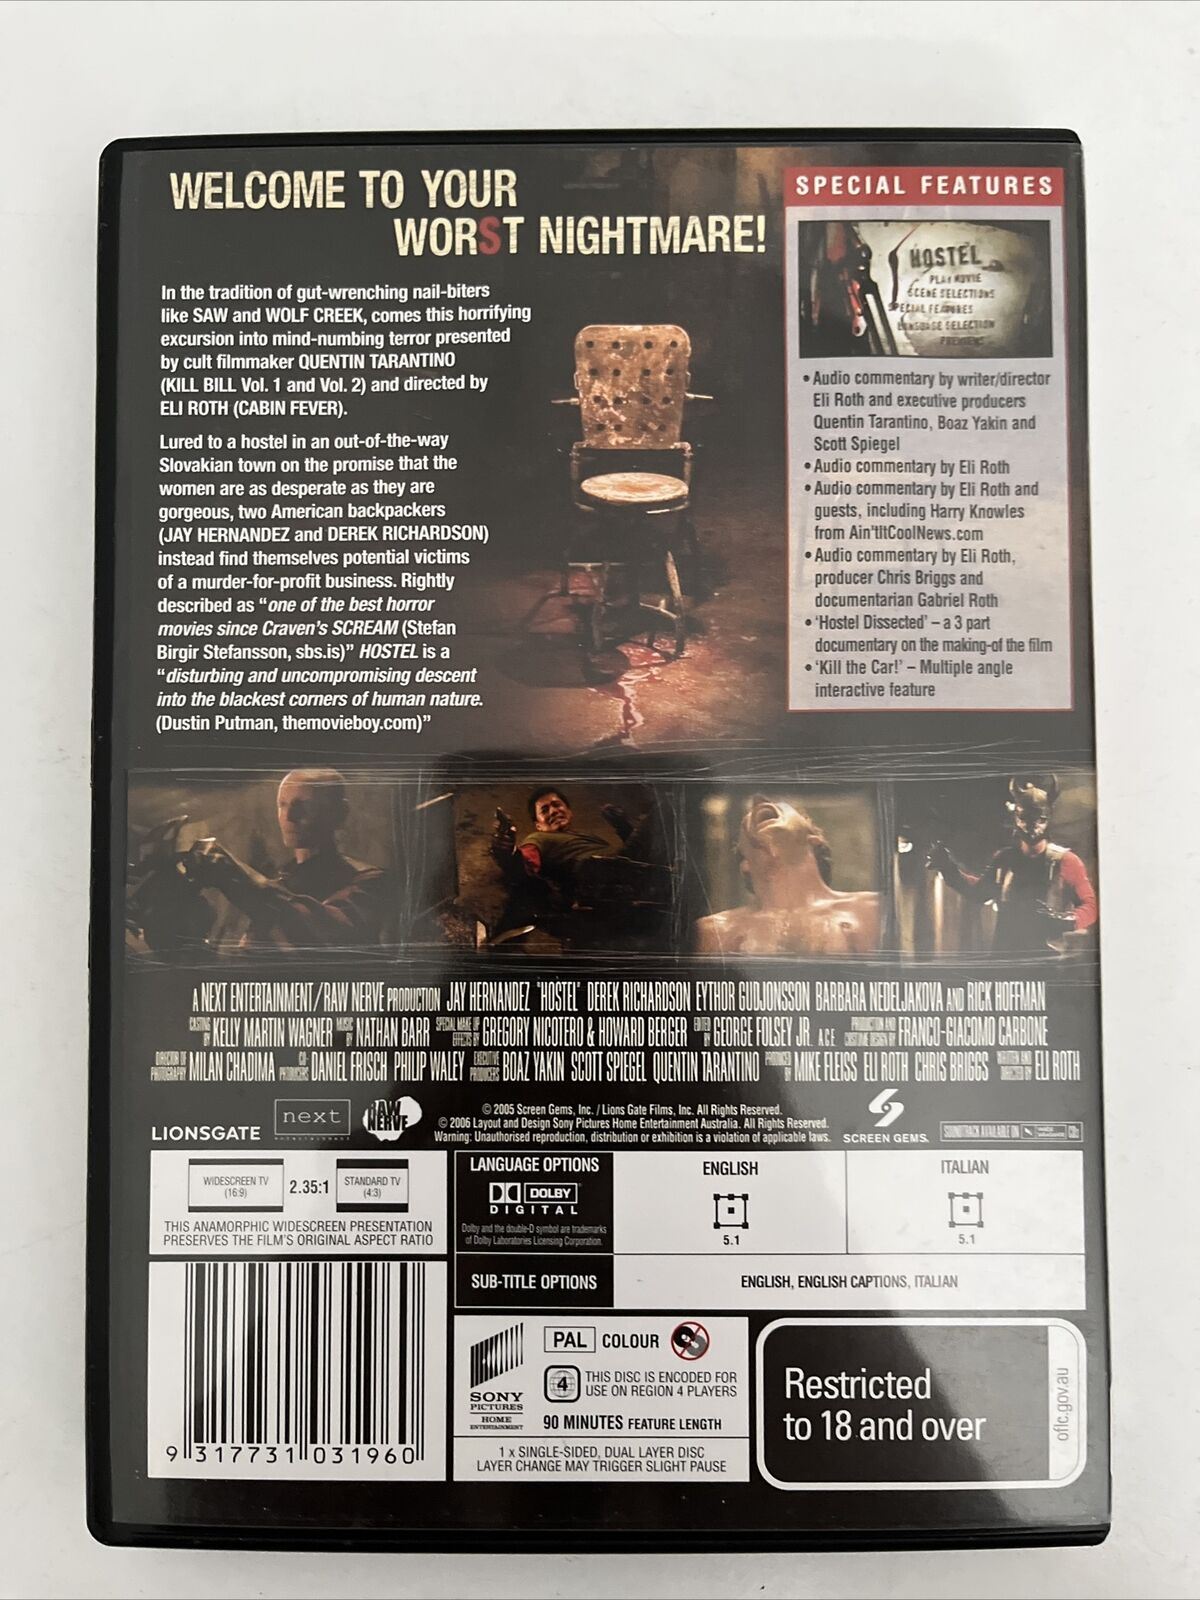 WELCOME TO YOUR
WORST NIGHTMARE!
In the tradition of gut-wrenching nail-biters
like SAW and WOLF CREEK, comes this horrifying
excursion into mind-numbing terror presented
by cult filmmaker QUENTIN TARANTINO
(KILL BILL Vol. 1 and Vol. 2) and directed by
ELI ROTH (CABIN FEVER).
Lured to a hostel in an out-of-the-way
Slovakian town on the promise that the
women are as desperate as they are
gorgeous, two American backpackers
(JAY HERNANDEZ and DEREK RICHARDSON)
instead find themselves potential victims
of a murder-for-profit business. Rightly
described as “one of the best horror
movies since Craven's SCREAM (Stefan
Birgir Stefansson, sbs.is)” HOSTEL is a
“disturbing and uncompromising descent
into the blackest corners of human nature.
(Dustin Putman, themovieboy.com)”
SPECIAL FEATURES
HOSTEL
PLAY MOVIE
SCENE SELECTIONS
SPECIAL FEATURES
LANGUAGE SELECTION
PREVIEWS
• Audio commentary by writer/director
Eli Roth and executive producers
Quentin Tarantino, Boaz Yakin and
Scott Spiegel
• Audio commentary by Eli Roth
• Audio commentary by Eli Roth and
guests, including Harry Knowles
from Ain'tItCoolNews.com
• Audio commentary by Eli Roth,
producer Chris Briggs and
documentarian Gabriel Roth
• ‘Hostel Dissected’ – a 3 part
documentary on the making-of the film
• ‘Kill the Car!’ – Multiple angle
interactive feature
A NEXT ENTERTAINMENT/RAW NERVE PRODUCTION JAY HERNANDEZ "HOSTEL" DEREK RICHARDSON EYTHOR GUDJONSSON BARBARA NEDELJAKOVA AND RICK HOFFMAN
CASTING BY KELLY MARTIN WAGNER MUSIC BY NATHAN BARR SPECIAL MAKE UP EFFECTS BY GREGORY NICOTERO & HOWARD BERGER EDITED BY GEORGE FOLSEY JR. A.C.E. PRODUCTION AND COSTUME DESIGN BY FRANCO-GIACOMO CARBONE
DIRECTOR OF PHOTOGRAPHY MILAN CHADIMA CO-PRODUCERS DANIEL FRISCH PHILIP WALEY EXECUTIVE PRODUCERS BOAZ YAKIN SCOTT SPIEGEL QUENTIN TARANTINO PRODUCED BY MIKE FLEISS ELI ROTH CHRIS BRIGGS WRITTEN AND DIRECTED BY ELI ROTH
LIONSGATE
next
ENTERTAINMENT
RAW NERVE
© 2005 Screen Gems, Inc. / Lions Gate Films, Inc. All Rights Reserved.
© 2006 Layout and Design Sony Pictures Home Entertainment Australia. All Rights Reserved.
Warning: Unauthorised reproduction, distribution or exhibition is a violation of applicable laws.
SCREEN GEMS.
SOUNDTRACK AVAILABLE ON
CDs
WIDESCREEN TV
(16:9)
2.35:1
STANDARD TV
(4:3)
THIS ANAMORPHIC WIDESCREEN PRESENTATION
PRESERVES THE FILM'S ORIGINAL ASPECT RATIO
LANGUAGE OPTIONS
DOLBY
DIGITAL
Dolby and the double-D symbol are trademarks
of Dolby Laboratories Licensing Corporation.
ENGLISH
5.1
ITALIAN
5.1
SUB-TITLE OPTIONS
ENGLISH, ENGLISH CAPTIONS, ITALIAN
9 317731 031960
SONY
PICTURES
HOME
ENTERTAINMENT
PAL COLOUR
4
THIS DISC IS ENCODED FOR
USE ON REGION 4 PLAYERS
90 MINUTES FEATURE LENGTH
1 x SINGLE-SIDED, DUAL LAYER DISC
LAYER CHANGE MAY TRIGGER SLIGHT PAUSE
Restricted
to 18 and over
oflc.gov.au